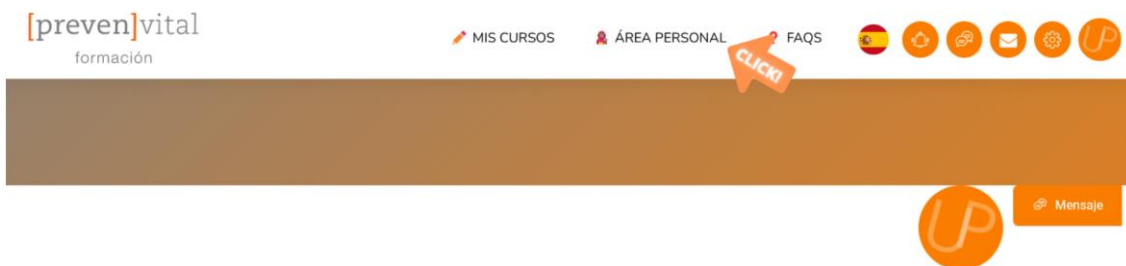 [preven]vital
formación
MIS CURSOS
ÁREA PERSONAL
FAQS
UP
CLICK!
UP
Mensaje